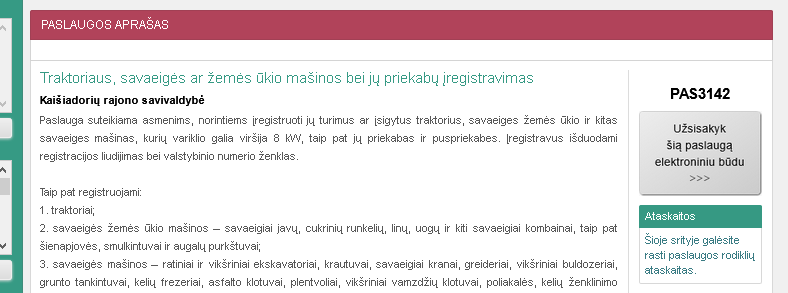 PASLAUGOS APRAŠAS
Traktoriaus, savaeigės ar žemės ūkio mašinos bei jų priekabų įregistravimas
Kaišiadorių rajono savivaldybė
Paslauga suteikiama asmenims, norintiems įregistruoti jų turimus ar įsigytus traktorius, savaeiges žemės ūkio ir kitas
savaeiges mašinas, kurių variklio galia viršija 8 kW, taip pat jų priekabas ir puspriekabes. Įregistravus išduodami
registracijos liudijimas bei valstybinio numerio ženklas.
Taip pat registruojami:
1. traktoriai;
2. savaeigės žemės ūkio mašinos – savaeigiai javų, cukrinių runkelių, linų, uogų ir kiti savaeigiai kombainai, taip pat
šienapjovės, smulkintuvai ir augalų purkštuvai;
3. savaeigės mašinos – ratiniai ir vikšriniai ekskavatoriai, krautuvai, savaeigiai kranai, greideriai, vikšriniai buldozeriai,
grunto tankintuvai, kelių frezeriai, asfalto klotuvai, plentvoliai, vikšriniai vamzdžių klotuvai, poliakalės, kelių ženklinimo
PAS3142
Užsisakyk
šią paslaugą
elektroniniu būdu
>>>
Ataskaitos
Šioje srityje galėsite
rasti paslaugos rodiklių
ataskaitas.